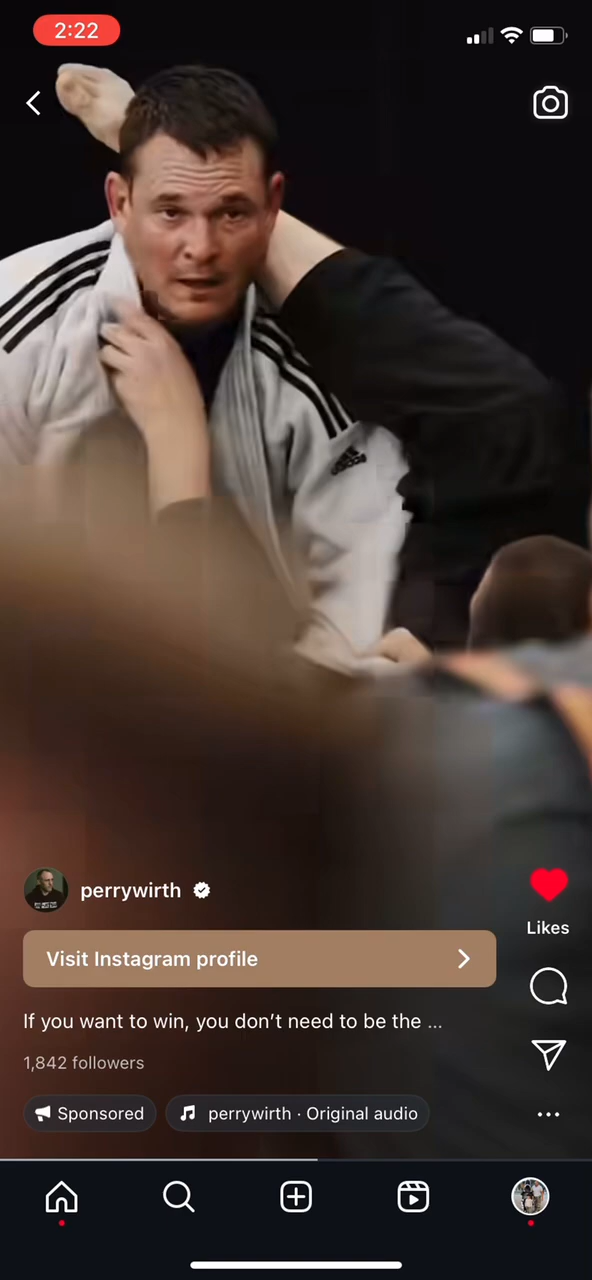 2:22
adidas
perrywirth
Likes
Visit Instagram profile
If you want to win, you don’t need to be the ...
1,842 followers
Sponsored
perrywirth · Original audio